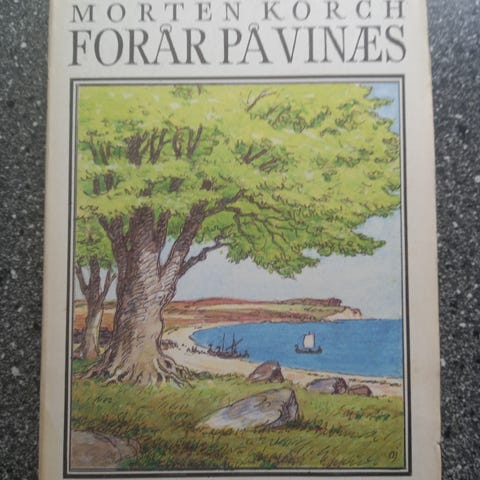 MORTEN KORCH
FORÅR PÅ VINÆS